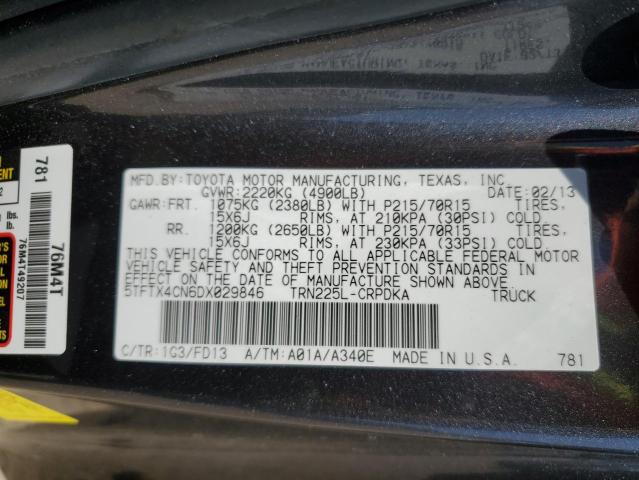 MFD.BY:TOYOTA MOTOR MANUFACTURING, TEXAS, INC.
GVWR:2220KG (4900LB) DATE:02/13
GAWR:FRT. 1075KG (2380LB) WITH P215/70R15 TIRES,
15X6J RIMS, AT 210KPA (30PSI) COLD.
RR. 1200KG (2650LB) WITH P215/70R15 TIRES,
15X6J RIMS, AT 230KPA (33PSI) COLD.
THIS VEHICLE CONFORMS TO ALL APPLICABLE FEDERAL MOTOR
VEHICLE SAFETY AND THEFT PREVENTION STANDARDS IN
EFFECT ON THE DATE OF MANUFACTURE SHOWN ABOVE.
5TFTX4CN6DX029846 TRN225L-CRPDKA TRUCK
C/TR:1G3/FD13 A/TM:A01A/A340E MADE IN U.S.A. 781
781
76M4T
76M4T49207
lbs.
lb.